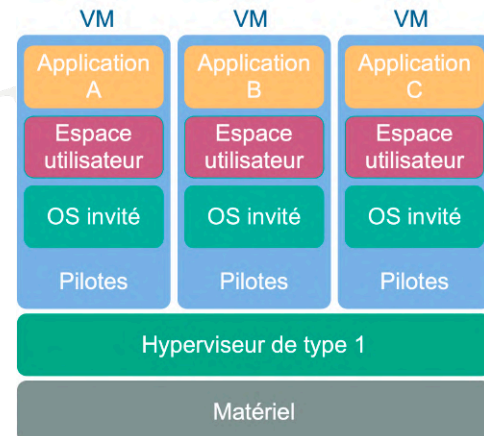 VM VM VM
Application A
Application B
Application C
Espace utilisateur
Espace utilisateur
Espace utilisateur
OS invité
OS invité
OS invité
Pilotes
Pilotes
Pilotes
Hyperviseur de type 1
Matériel